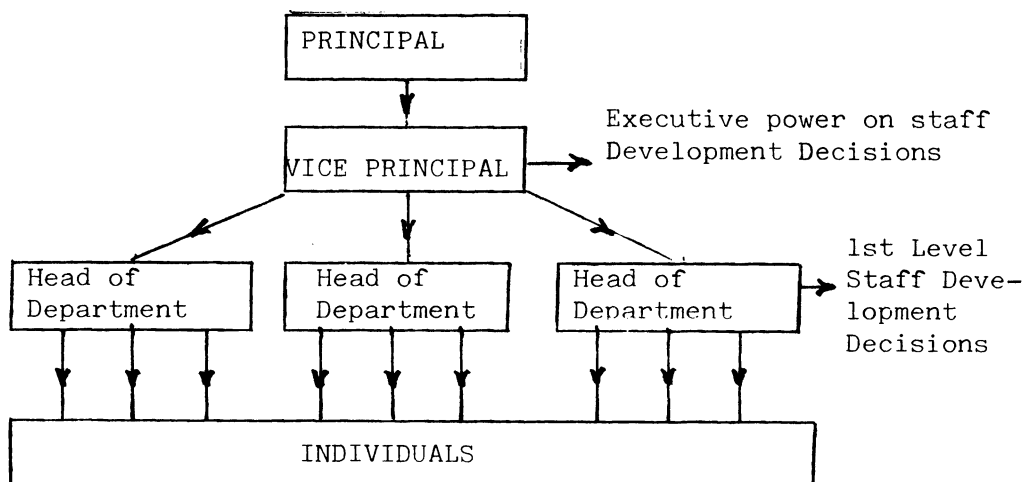 PRINCIPAL
Executive power on staff
Development Decisions
VICE PRINCIPAL
Head of
Department
Head of
Department
Head of
Department
1st Level
Staff Deve-
lopment
Decisions
INDIVIDUALS